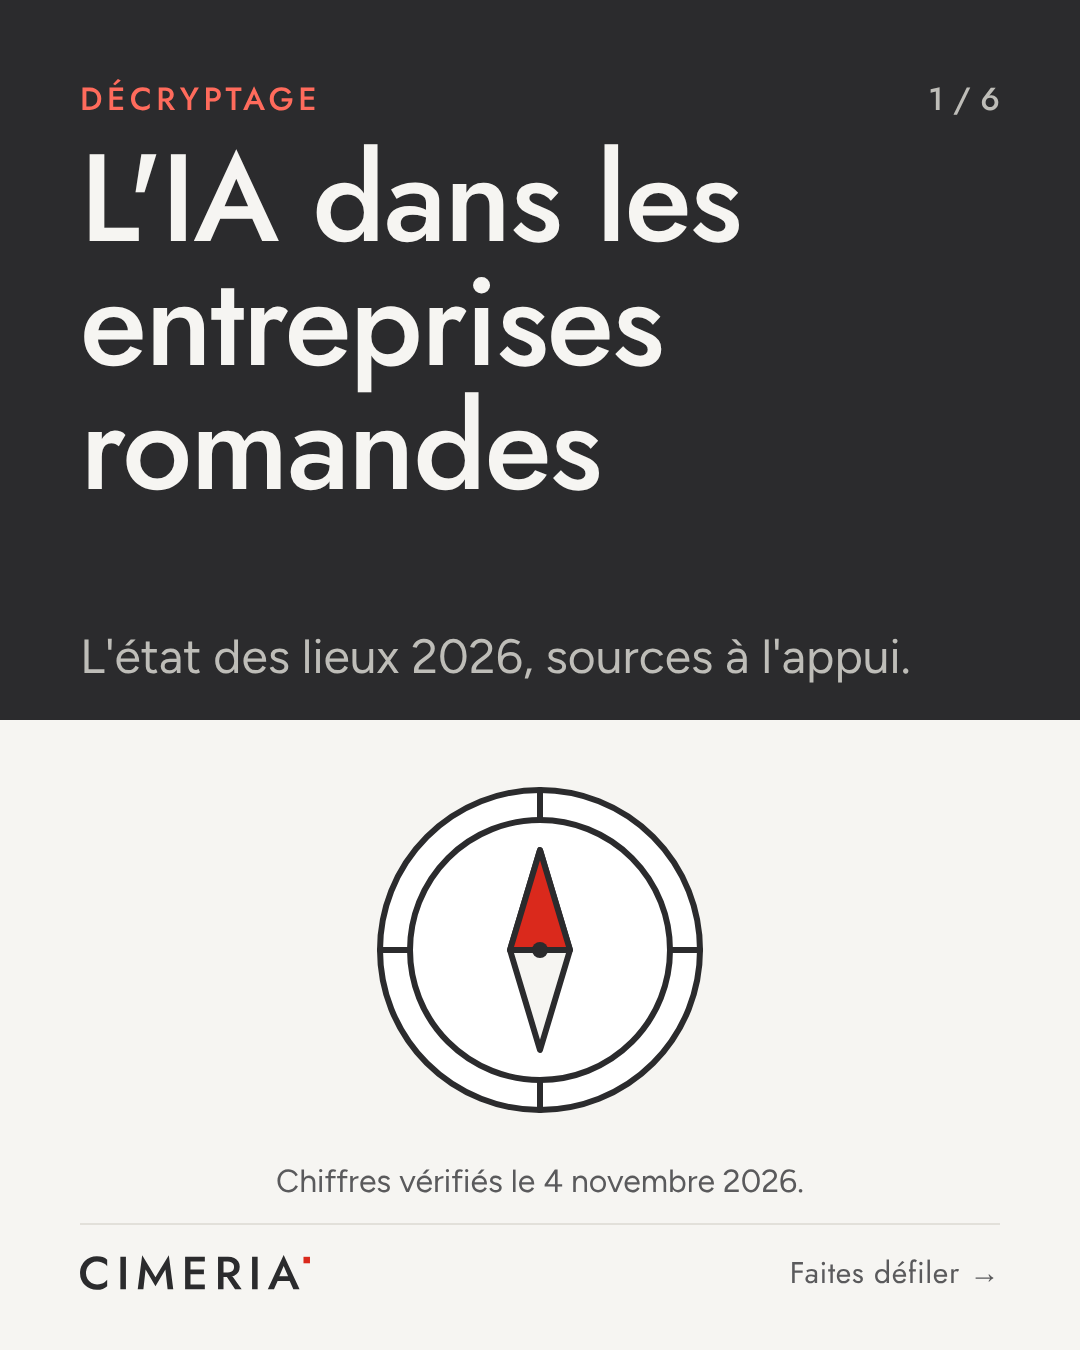 DÉCRYPTAGE
1 / 6
L'IA dans les
entreprises
romandes
L'état des lieux 2026, sources à l'appui.
Chiffres vérifiés le 4 novembre 2026.
CIMERIA
Faites défiler →